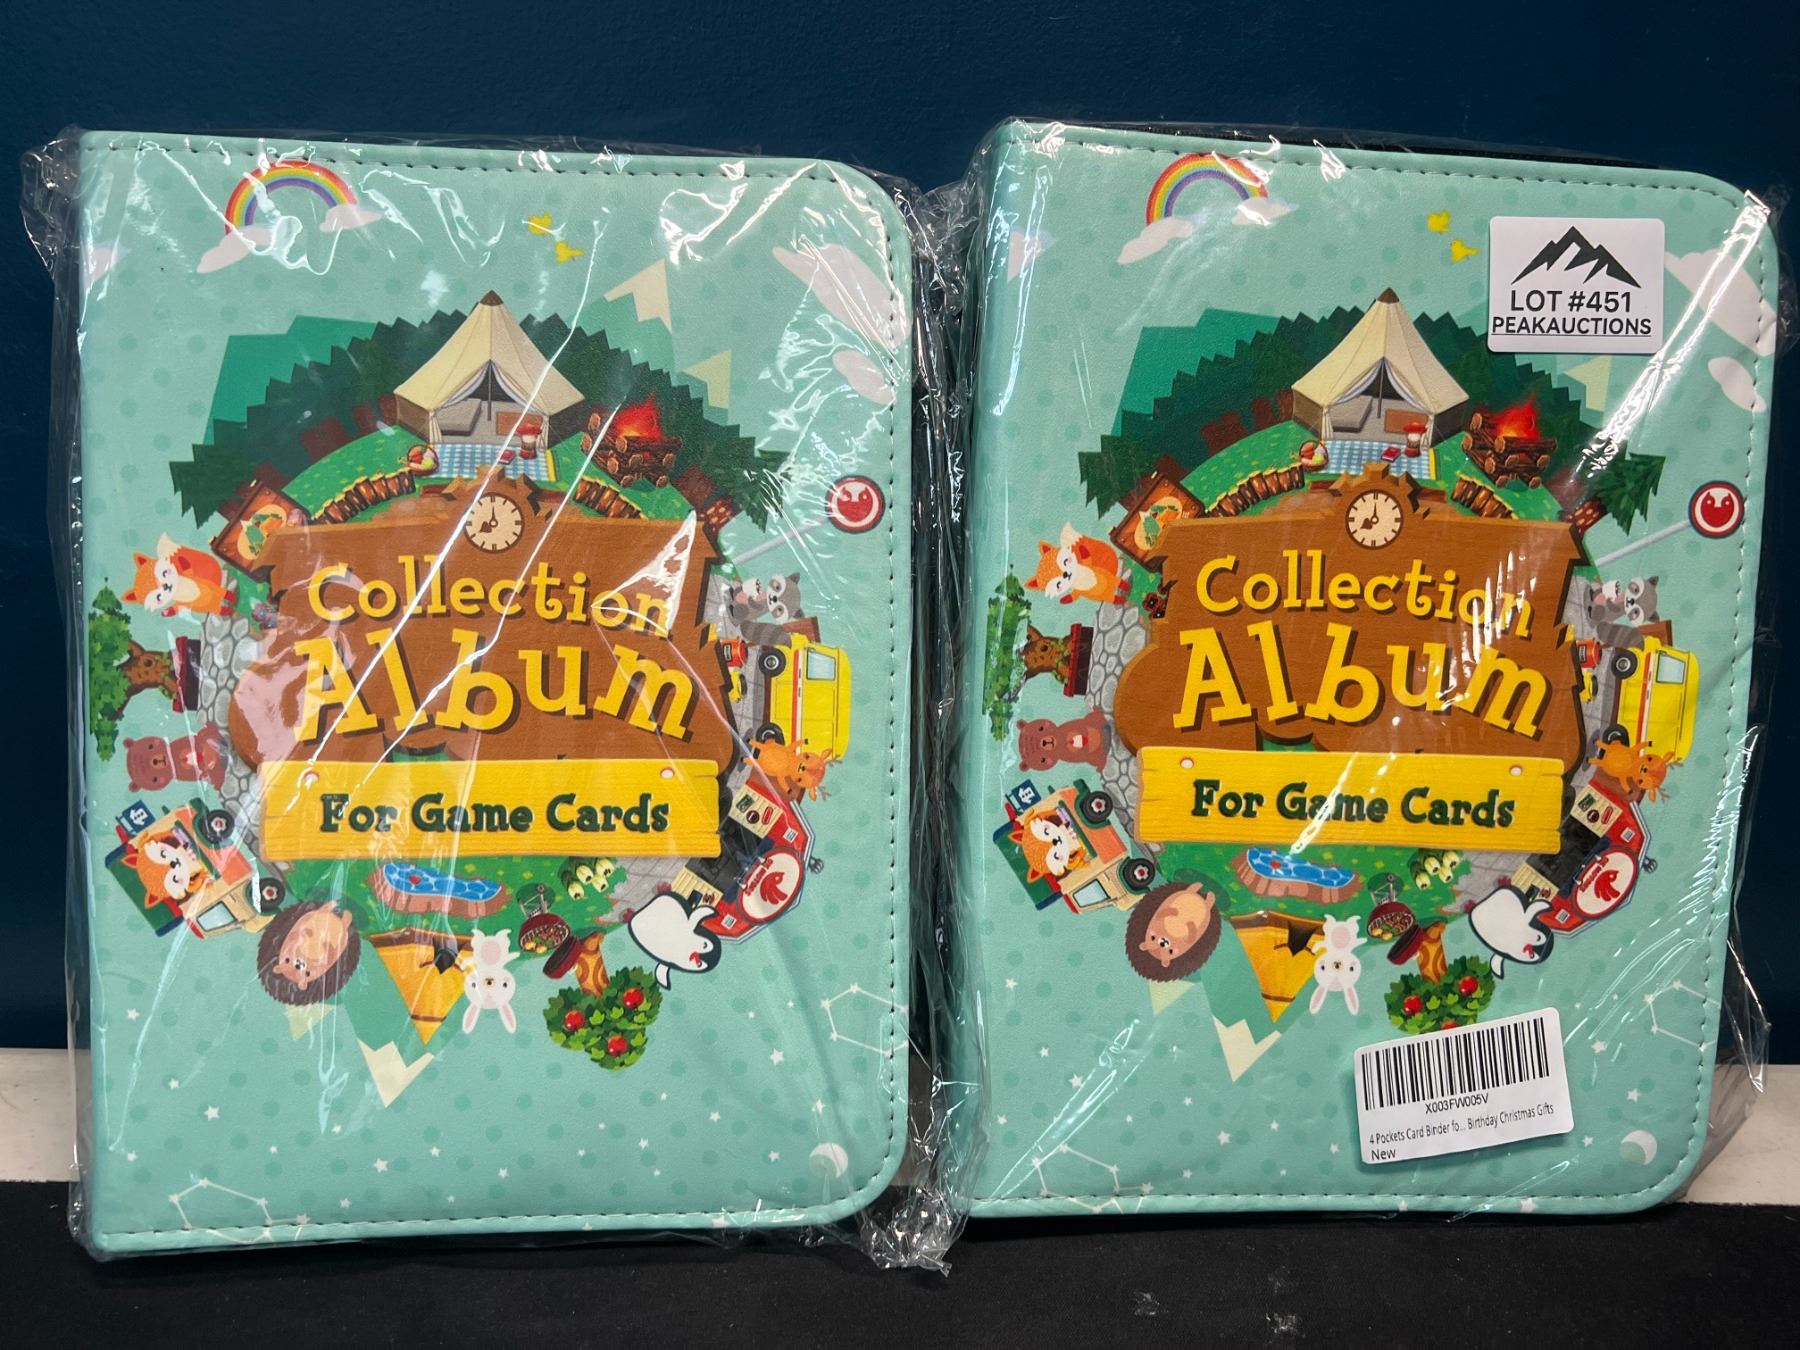 Collection
Album
For Game Cards
LOT #451
PEAKAUCTIONS
Collection
Album
For Game Cards
X003FW005V
4 Pockets Card Binder fo... Birthday Christmas Gifts
New